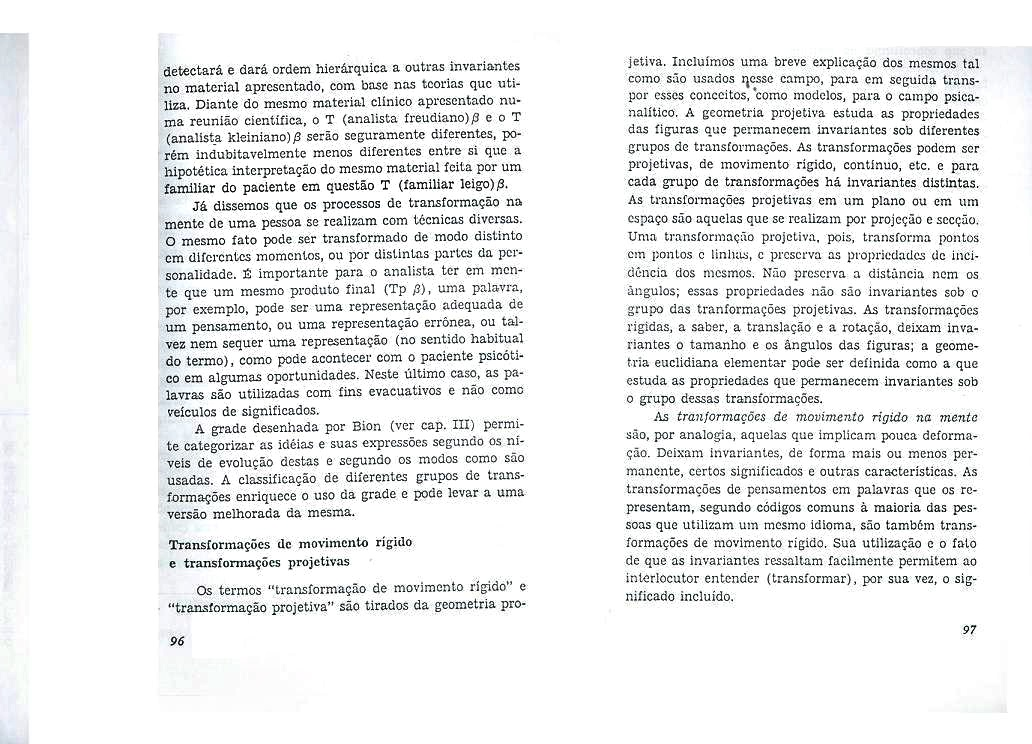 detectará e dará ordem hierárquica a outras invariantes
no material apresentado, com base nas teorias que uti-
liza. Diante do mesmo material clínico apresentado nu-
ma reunião científica, o T (analista freudiano)β e o T
(analista kleiniano)β serão seguramente diferentes, po-
rém indubitavelmente menos diferentes entre si que a
hipotética interpretação do mesmo material feita por um
familiar do paciente em questão T (familiar leigo)β.
Já dissemos que os processos de transformação na
mente de uma pessoa se realizam com técnicas diversas.
O mesmo fato pode ser transformado de modo distinto
em diferentes momentos, ou por distintas partes da per-
sonalidade. É importante para o analista ter em men-
te que um mesmo produto final (Tp β), uma palavra,
por exemplo, pode ser uma representação adequada de
um pensamento, ou uma representação errônea, ou tal-
vez nem sequer uma representação (no sentido habitual
do termo), como pode acontecer com o paciente psicóti-
co em algumas oportunidades. Neste último caso, as pa-
lavras são utilizadas com fins evacuativos e não como
veículos de significados.
A grade desenhada por Bion (ver cap. III) permi-
te categorizar as idéias e suas expressões segundo os ní-
veis de evolução destas e segundo os modos como são
usadas. A classificação de diferentes grupos de trans-
formações enriquece o uso da grade e pode levar a uma
versão melhorada da mesma.
Transformações de movimento rígido
e transformações projetivas
Os termos “transformação de movimento rígido” e
“transformação projetiva” são tirados da geometria pro-
96
jetiva. Incluímos uma breve explicação dos mesmos tal
como são usados nesse campo, para em seguida trans-
por esses conceitos, como modelos, para o campo psica-
nalítico. A geometria projetiva estuda as propriedades
das figuras que permanecem invariantes sob diferentes
grupos de transformações. As transformações podem ser
projetivas, de movimento rígido, contínuo, etc. e para
cada grupo de transformações há invariantes distintas.
As transformações projetivas em um plano ou em um
espaço são aquelas que se realizam por projeção e secção.
Uma transformação projetiva, pois, transforma pontos
em pontos e linhas, e preserva as propriedades de inci-
dência dos mesmos. Não preserva a distância nem os
ângulos; essas propriedades não são invariantes sob o
grupo das tranformações projetivas. As transformações
rígidas, a saber, a translação e a rotação, deixam inva-
riantes o tamanho e os ângulos das figuras; a geome-
tria euclidiana elementar pode ser definida como a que
estuda as propriedades que permanecem invariantes sob
o grupo dessas transformações.
As tranformações de movimento rígido na mente
são, por analogia, aquelas que implicam pouca deforma-
ção. Deixam invariantes, de forma mais ou menos per-
manente, certos significados e outras características. As
transformações de pensamentos em palavras que os re-
presentam, segundo códigos comuns à maioria das pes-
soas que utilizam um mesmo idioma, são também trans-
formações de movimento rígido. Sua utilização e o fato
de que as invariantes ressaltam facilmente permitem ao
interlocutor entender (transformar), por sua vez, o sig-
nificado incluído.
97